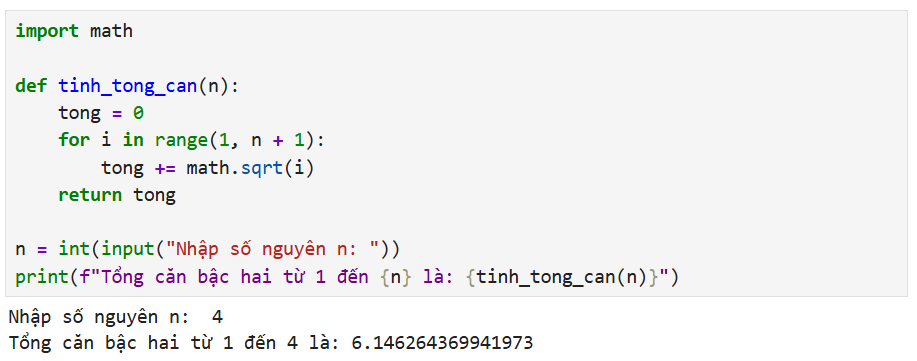 import math

def tinh_tong_can(n):
    tong = 0
    for i in range(1, n + 1):
        tong += math.sqrt(i)
    return tong

n = int(input("Nhập số nguyên n: "))
print(f"Tổng căn bậc hai từ 1 đến {n} là: {tinh_tong_can(n)}")
Nhập số nguyên n:  4
Tổng căn bậc hai từ 1 đến 4 là: 6.146264369941973